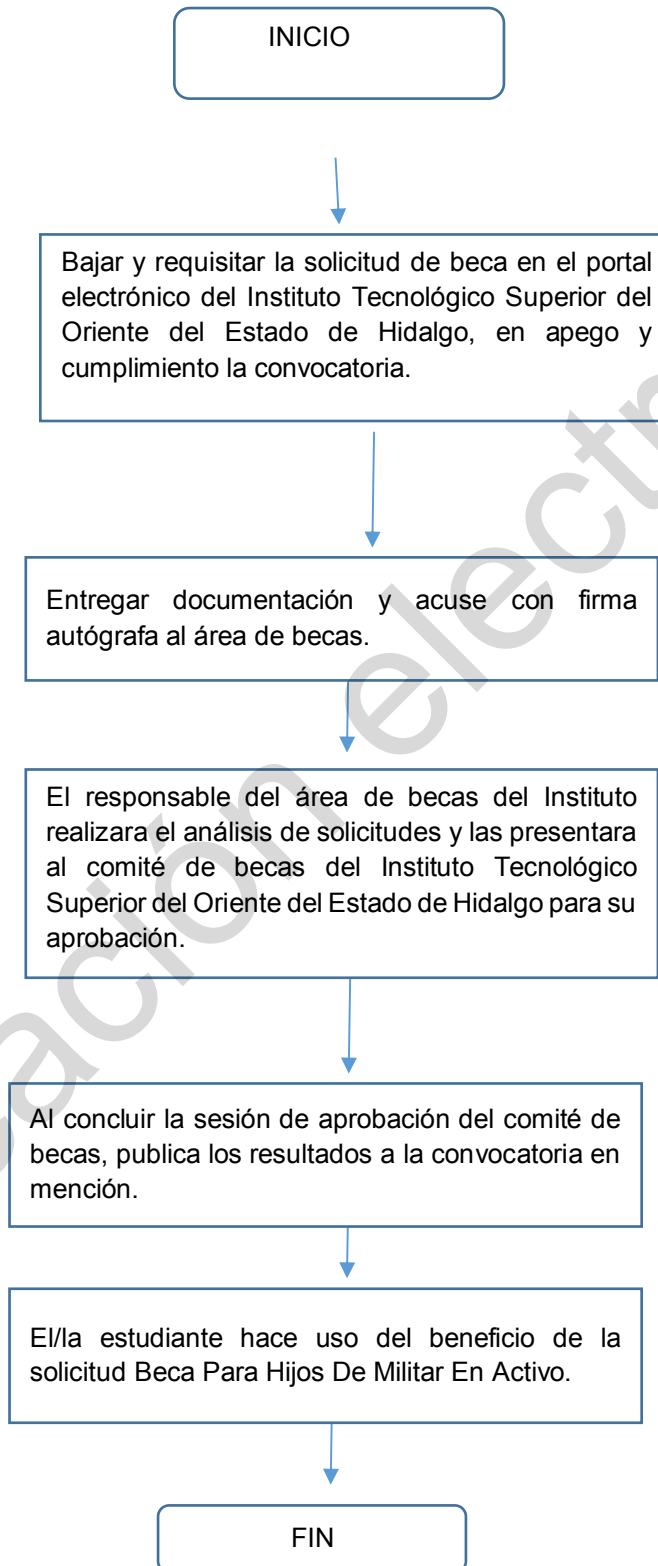 INICIO
Bajar y requisitar la solicitud de beca en el portal
electrónico del Instituto Tecnológico Superior del
Oriente del Estado de Hidalgo, en apego y
cumplimiento la convocatoria.
Entregar documentación y acuse con firma
autógrafa al área de becas.
El responsable del área de becas del Instituto
realizara el análisis de solicitudes y las presentara
al comité de becas del Instituto Tecnológico
Superior del Oriente del Estado de Hidalgo para su
aprobación.
Al concluir la sesión de aprobación del comité de
becas, publica los resultados a la convocatoria en
mención.
El/la estudiante hace uso del beneficio de la
solicitud Beca Para Hijos De Militar En Activo.
FIN